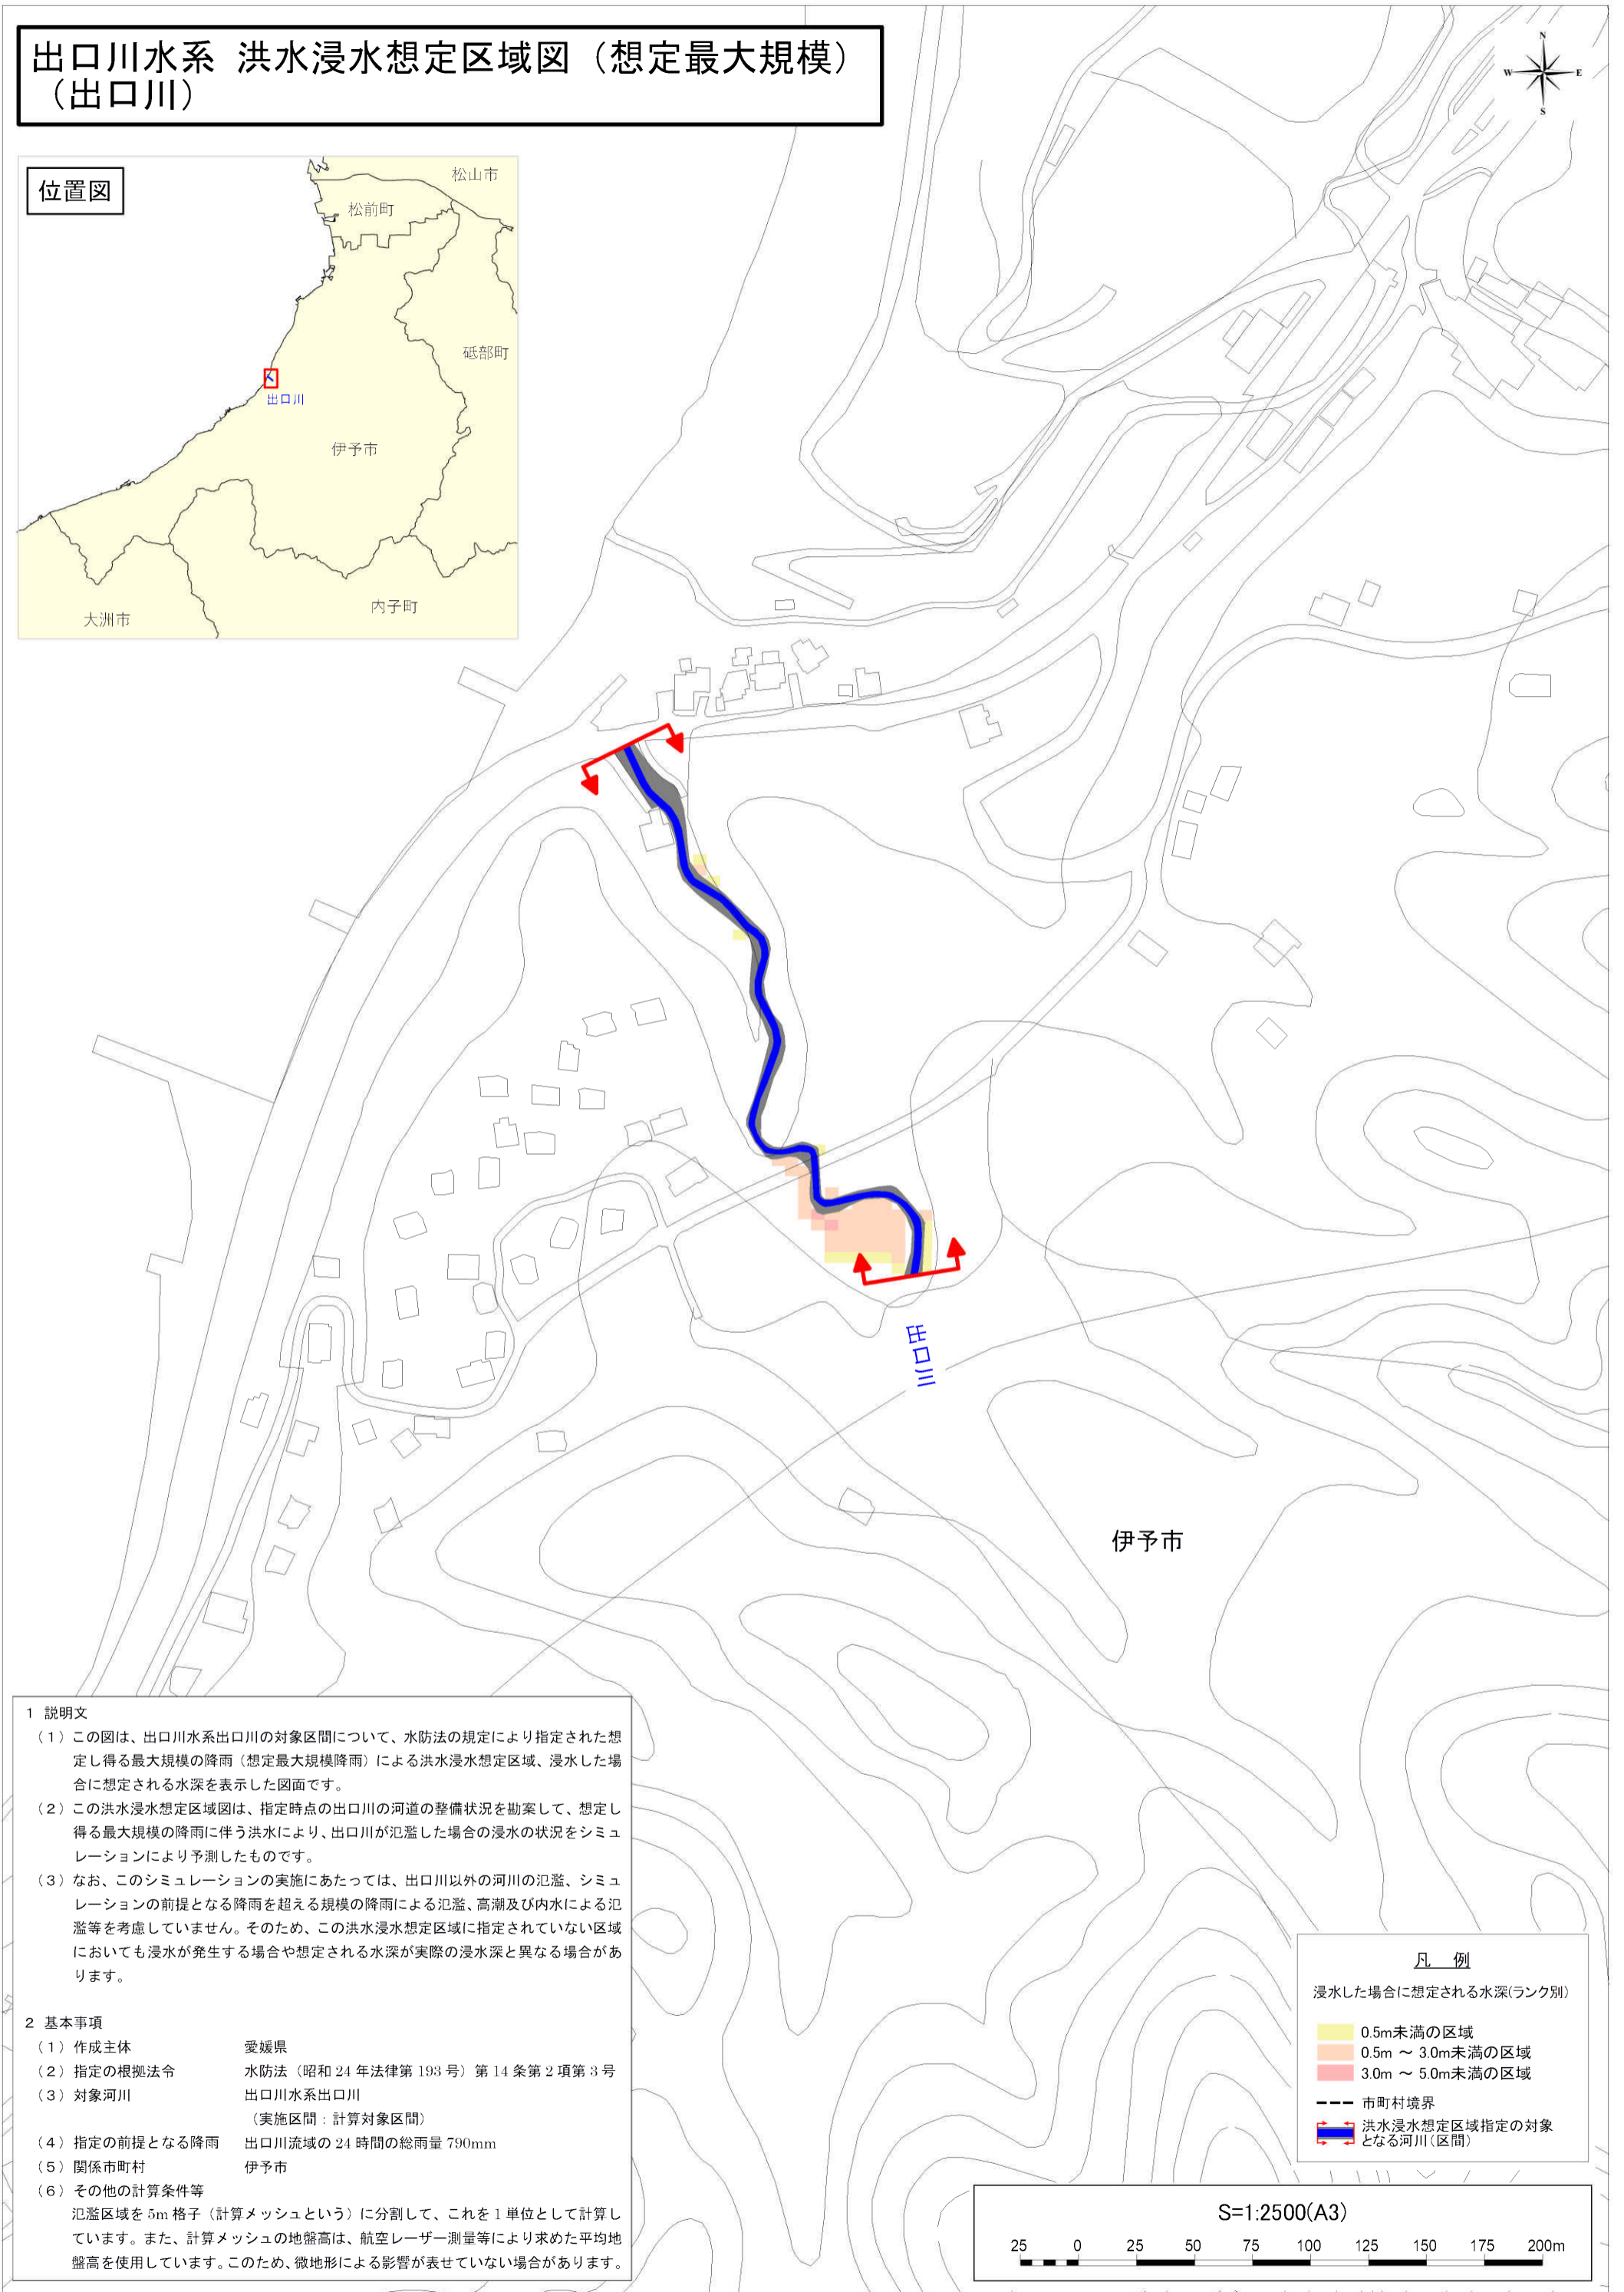 出口川水系 洪水浸水想定区域図（想定最大規模）
（出口川）
N
W
E
S
位置図
松山市
松前町
砥部町
出口川
伊予市
内子町
大洲市
出口川
伊予市
1 説明文
（1）この図は、出口川水系出口川の対象区間について、水防法の規定により指定された想
定し得る最大規模の降雨（想定最大規模降雨）による洪水浸水想定区域、浸水した場
合に想定される水深を表示した図面です。
（2）この洪水浸水想定区域図は、指定時点の出口川の河道の整備状況を勘案して、想定し
得る最大規模の降雨に伴う洪水により、出口川が氾濫した場合の浸水の状況をシミュ
レーションにより予測したものです。
（3）なお、このシミュレーションの実施にあたっては、出口川以外の河川の氾濫、シミュ
レーションの前提となる降雨を超える規模の降雨による氾濫、高潮及び内水による氾
濫等を考慮していません。そのため、この洪水浸水想定区域に指定されていない区域
においても浸水が発生する場合や想定される水深が実際の浸水深と異なる場合があ
ります。
2 基本事項
（1）作成主体 愛媛県
（2）指定の根拠法令 水防法（昭和 24 年法律第 193 号）第 14 条第 2 項第 3 号
（3）対象河川 出口川水系出口川
（実施区間：計算対象区間）
（4）指定の前提となる降雨 出口川流域の 24 時間の総雨量 790mm
（5）関係市町村 伊予市
（6）その他の計算条件等
氾濫区域を 5m 格子（計算メッシュという）に分割して、これを 1 単位として計算し
ています。また、計算メッシュの地盤高は、航空レーザー測量等により求めた平均地
盤高を使用しています。このため、微地形による影響が表せていない場合があります。
凡 例
浸水した場合に想定される水深(ランク別)
0.5m未満の区域
0.5m ～ 3.0m未満の区域
3.0m ～ 5.0m未満の区域
市町村境界
洪水浸水想定区域指定の対象
となる河川(区間)
S=1:2500(A3)
25 0 25 50 75 100 125 150 175 200m